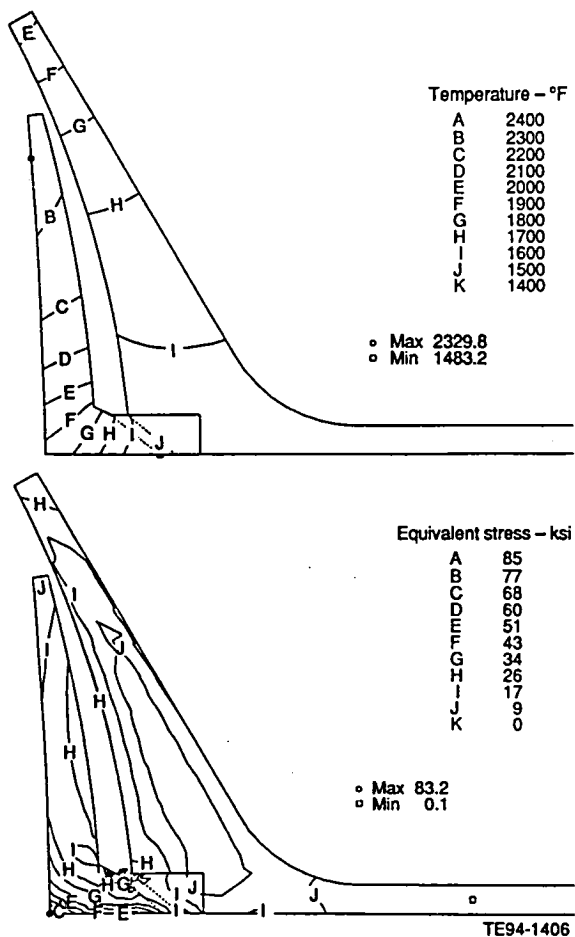 E
F
G
H
I
B
C
D
E
F
G H I
J
Temperature – °F
A 2400
B 2300
C 2200
D 2100
E 2000
F 1900
G 1800
H 1700
I 1600
J 1500
K 1400
Max 2329.8
Min 1483.2
H
I
J
J
I
H
H
I
H
H G
H
G
E
C
F E
I
I
J
I
J
Equivalent stress – ksi
A 85
B 77
C 68
D 60
E 51
F 43
G 34
H 26
I 17
J 9
K 0
Max 83.2
Min 0.1
TE94-1406